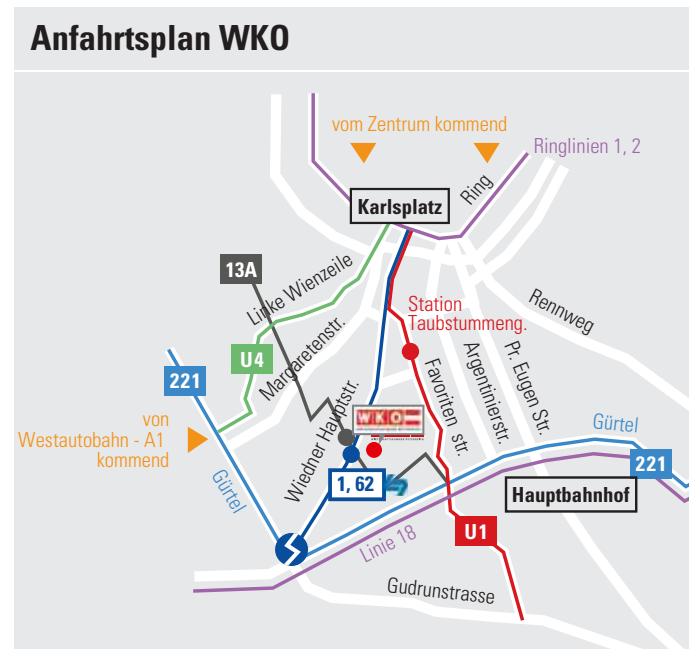 Anfahrtsplan WKO
vom Zentrum kommend
Ringlinien 1, 2
Ring
Karlsplatz
13A
Linke Wienzeile
Station
Taubstummeng.
Rennweg
Margaretenstr.
U4
221
von
Westautobahn - A1
kommend
Gürtel
Wiedner Hauptstr.
WKO
Favoriten str.
Argentinierstr.
Pr. Eugen Str.
Gürtel
221
1, 62
Hauptbahnhof
U1
Linie 18
Gudrunstrasse